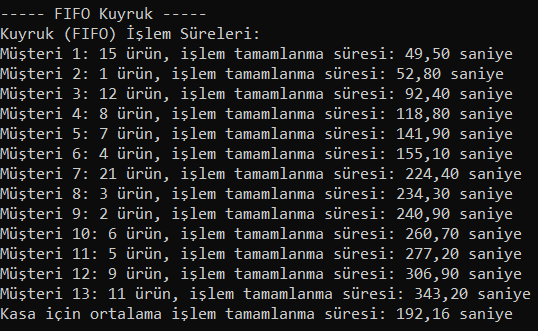 ----- FIFO Kuyruk -----
Kuyruk (FIFO) İşlem Süreleri:
Müşteri 1: 15 ürün, işlem tamamlanma süresi: 49,50 saniye
Müşteri 2: 1 ürün, işlem tamamlanma süresi: 52,80 saniye
Müşteri 3: 12 ürün, işlem tamamlanma süresi: 92,40 saniye
Müşteri 4: 8 ürün, işlem tamamlanma süresi: 118,80 saniye
Müşteri 5: 7 ürün, işlem tamamlanma süresi: 141,90 saniye
Müşteri 6: 4 ürün, işlem tamamlanma süresi: 155,10 saniye
Müşteri 7: 21 ürün, işlem tamamlanma süresi: 224,40 saniye
Müşteri 8: 3 ürün, işlem tamamlanma süresi: 234,30 saniye
Müşteri 9: 2 ürün, işlem tamamlanma süresi: 240,90 saniye
Müşteri 10: 6 ürün, işlem tamamlanma süresi: 260,70 saniye
Müşteri 11: 5 ürün, işlem tamamlanma süresi: 277,20 saniye
Müşteri 12: 9 ürün, işlem tamamlanma süresi: 306,90 saniye
Müşteri 13: 11 ürün, işlem tamamlanma süresi: 343,20 saniye
Kasa için ortalama işlem tamamlanma süresi: 192,16 saniye